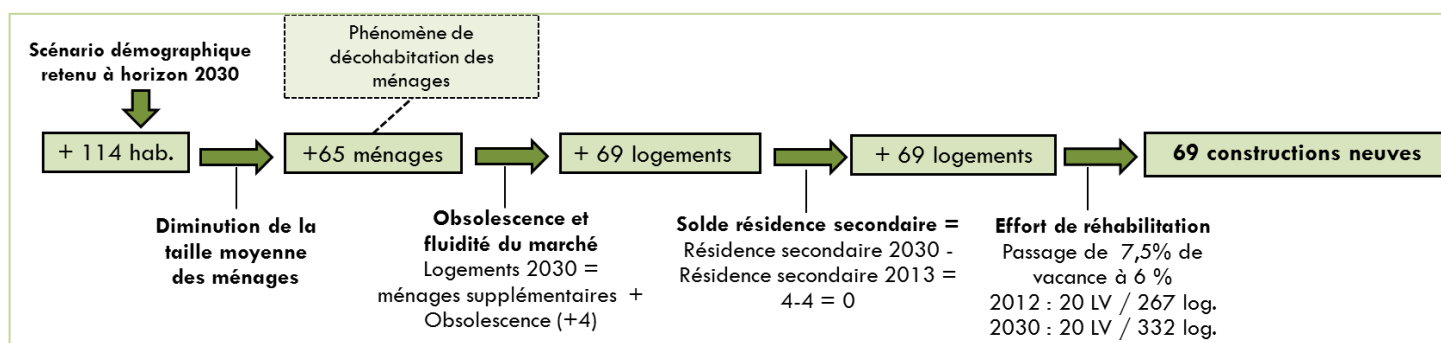 Scénario démographique
retenu à horizon 2030
Phénomène de
décohabitation des
ménages
+ 114 hab.
+65 ménages
+ 69 logements
+ 69 logements
69 constructions neuves
Diminution de la
taille moyenne
des ménages
Obsolescence et
fluidité du marché
Logements 2030 =
ménages supplémentaires +
Obsolescence (+4)
Solde résidence secondaire =
Résidence secondaire 2030 -
Résidence secondaire 2013 =
4-4 = 0
Effort de réhabilitation
Passage de 7,5% de
vacance à 6 %
2012 : 20 LV / 267 log.
2030 : 20 LV / 332 log.